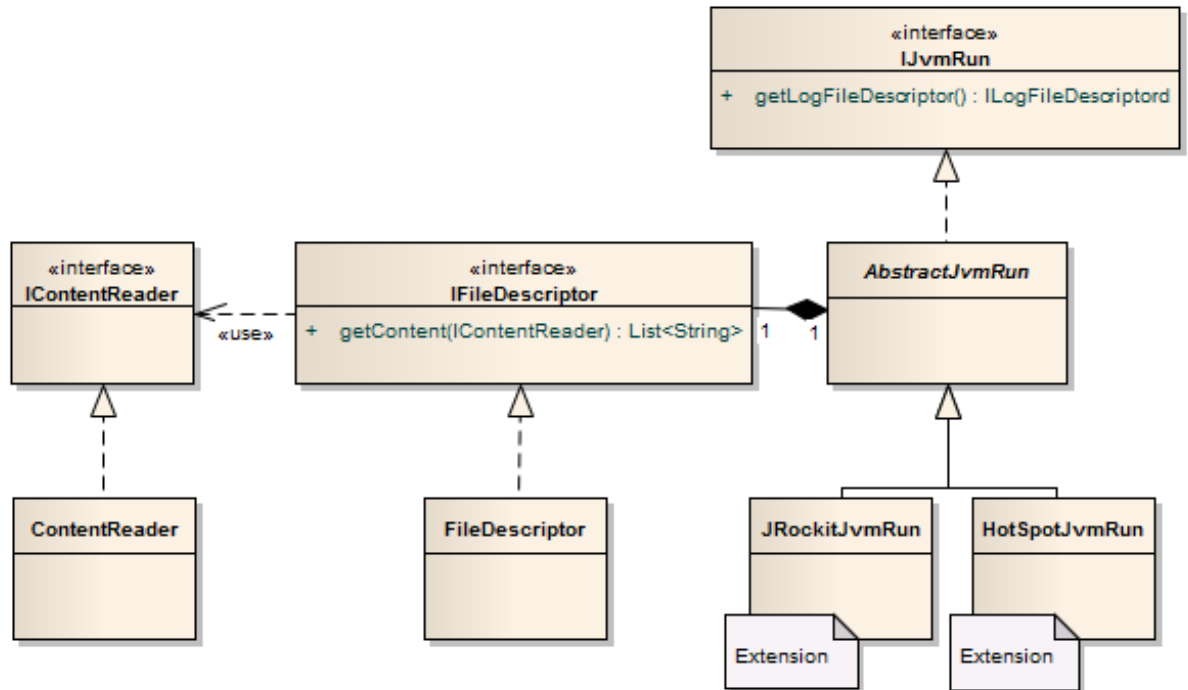 «interface»
IJvmRun
+ getLogFileDescriptor() : ILogFileDescriptord
«interface»
IContentReader
«use»
«interface»
IFileDescriptor
+ getContent(IContentReader) : List<String>
1
1
AbstractJvmRun
ContentReader
FileDescriptor
JRockitJvmRun
HotSpotJvmRun
Extension
Extension